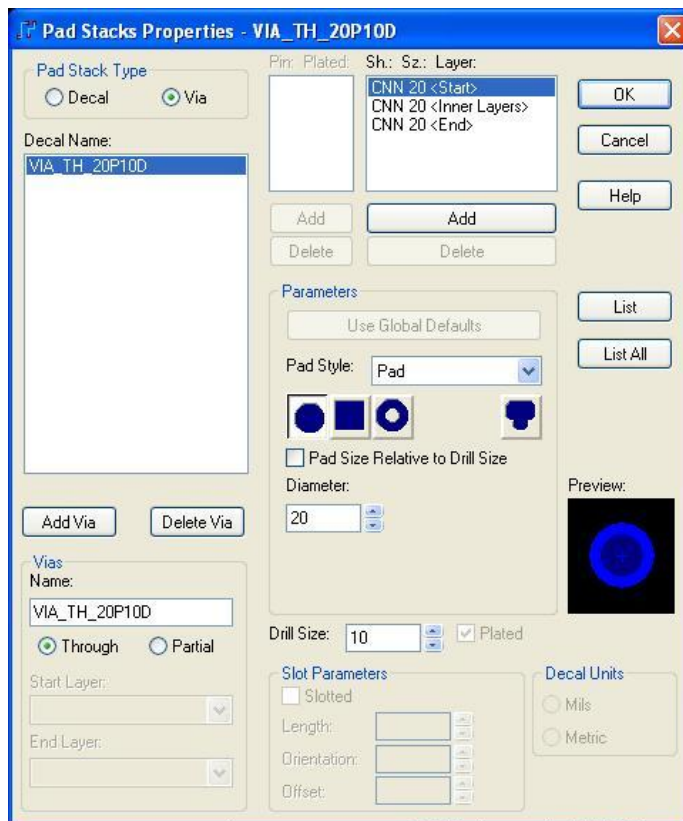 Pad Stacks Properties - VIA_TH_20P10D
Pad Stack Type
Decal
Via
Decal Name:
VIA_TH_20P10D
Add Via
Delete Via
Vias
Name:
VIA_TH_20P10D
Through
Partial
Start Layer:
End Layer:
Pin: Plated:
Sh.: Sz.: Layer:
CNN 20 <Start>
CNN 20 <Inner Layers>
CNN 20 <End>
Add
Add
Delete
Delete
Parameters
Use Global Defaults
Pad Style:
Pad
Pad Size Relative to Drill Size
Diameter:
20
Drill Size:
10
Plated
Slot Parameters
Slotted
Length:
Orientation:
Offset:
OK
Cancel
Help
List
List All
Preview:
Decal Units
Mils
Metric